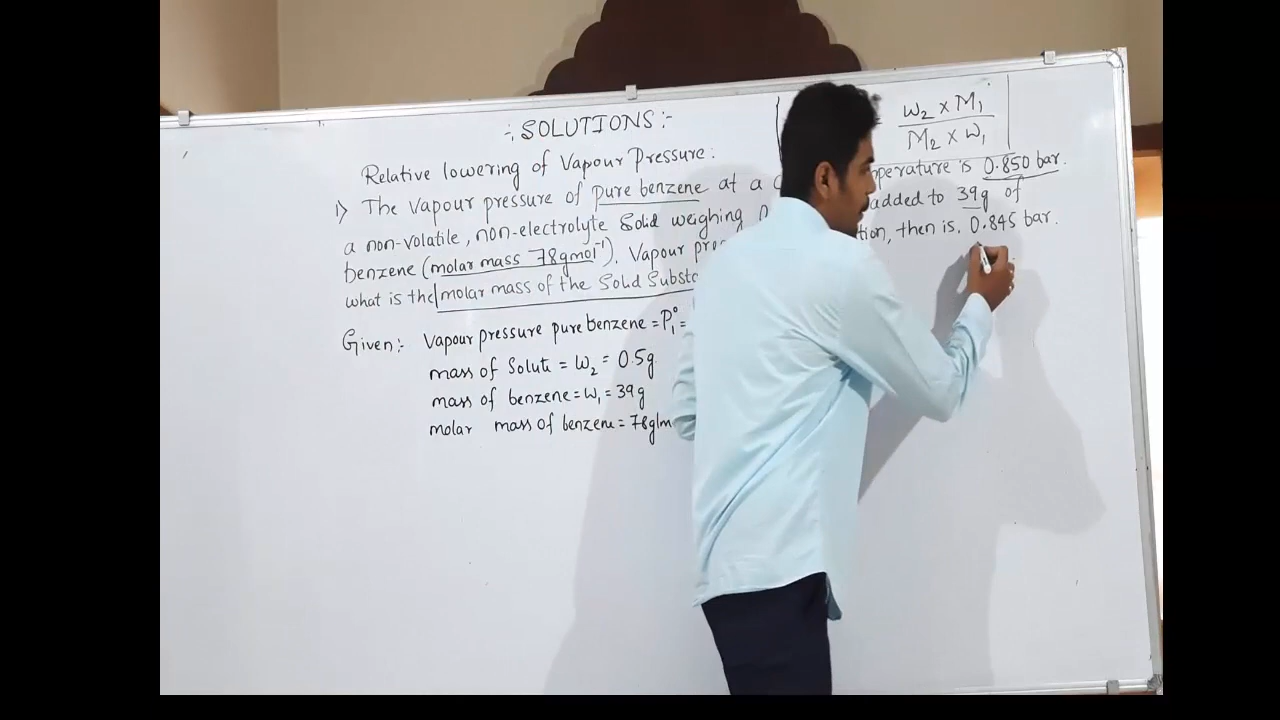 :- SOLUTIONS:-
w₂ × M₁
M₂ × W₁
Relative lowering of Vapour Pressure:
1) The vapour pressure of pure benzene at a temperature is 0.850 bar.
a non-volatile, non-electrolyte Solid weighing added to 39g of
benzene (molar mass 78gmol⁻¹). Vapour then is. 0.845 bar.
what is the molar mass of the Solid
Given:- Vapour pressure pure benzene = P₁° =
mass of Solute = W₂ = 0.5g
mass of benzene = W₁ = 39g
molar mass of benzene = 78g/m